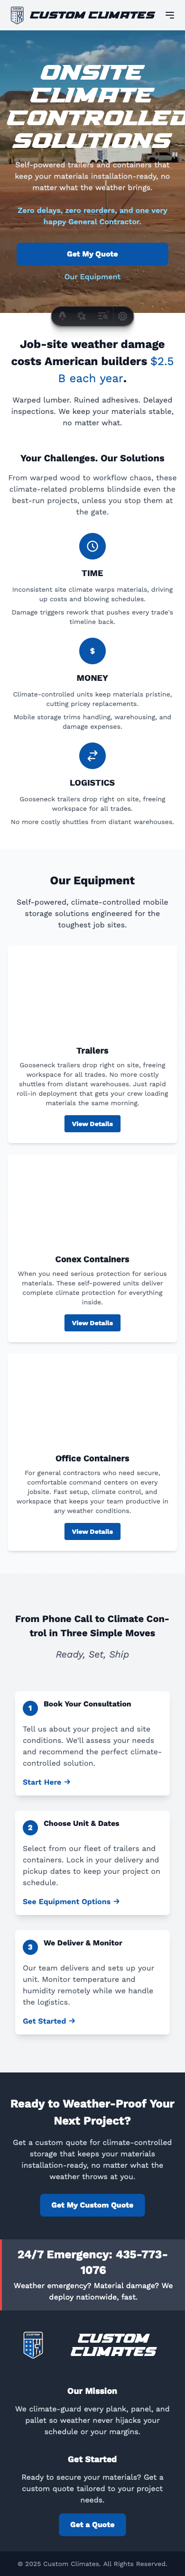 CUSTOM CLIMATES
ONSITE
CLIMATE
CONTROLLED
SOLUTIONS
Self-powered trailers and containers that
keep your materials installation-ready, no
matter what the weather brings.
Zero delays, zero reorders, and one very
happy General Contractor.
Get My Quote
Our Equipment
Job-site weather damage
costs American builders $2.5
B each year.
Warped lumber. Ruined adhesives. Delayed
inspections. We keep your materials stable,
no matter what.
Your Challenges. Our Solutions
From warped wood to workflow chaos, these
climate-related problems blindside even the
best-run projects, unless you stop them at
the gate.
TIME
Inconsistent site climate warps materials, driving
up costs and blowing schedules.
Damage triggers rework that pushes every trade's
timeline back.
$
MONEY
Climate-controlled units keep materials pristine,
cutting pricey replacements.
Mobile storage trims handling, warehousing, and
damage expenses.
LOGISTICS
Gooseneck trailers drop right on site, freeing
workspace for all trades.
No more costly shuttles from distant warehouses.
Our Equipment
Self-powered, climate-controlled mobile
storage solutions engineered for the
toughest job sites.
Trailers
Gooseneck trailers drop right on site, freeing
workspace for all trades. No more costly
shuttles from distant warehouses. Just rapid
roll-in deployment that gets your crew loading
materials the same morning.
View Details
Conex Containers
When you need serious protection for serious
materials. These self-powered units deliver
complete climate protection for everything
inside.
View Details
Office Containers
For general contractors who need secure,
comfortable command centers on every
jobsite. Fast setup, climate control, and
workspace that keeps your team productive in
any weather conditions.
View Details
From Phone Call to Climate Con-
trol in Three Simple Moves
Ready, Set, Ship
1 Book Your Consultation
Tell us about your project and site
conditions. We'll assess your needs
and recommend the perfect climate-
controlled solution.
Start Here →
2 Choose Unit & Dates
Select from our fleet of trailers and
containers. Lock in your delivery and
pickup dates to keep your project on
schedule.
See Equipment Options →
3 We Deliver & Monitor
Our team delivers and sets up your
unit. Monitor temperature and
humidity remotely while we handle
the logistics.
Get Started →
Ready to Weather-Proof Your
Next Project?
Get a custom quote for climate-controlled
storage that keeps your materials
installation-ready, no matter what the
weather throws at you.
Get My Custom Quote
24/7 Emergency: 435-773-
1076
Weather emergency? Material damage? We
deploy nationwide, fast.
CUSTOM
CLIMATES
Our Mission
We climate-guard every plank, panel, and
pallet so weather never hijacks your
schedule or your margins.
Get Started
Ready to secure your materials? Get a
custom quote tailored to your project
needs.
Get a Quote
© 2025 Custom Climates. All Rights Reserved.